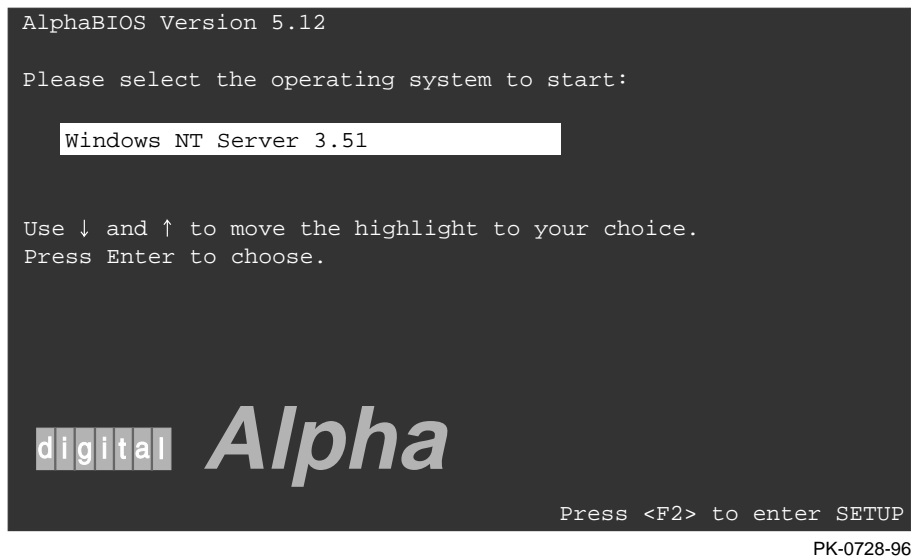 AlphaBIOS Version 5.12
Please select the operating system to start:
Windows NT Server 3.51
Use ↓ and ↑ to move the highlight to your choice.
Press Enter to choose.
digital Alpha
Press <F2> to enter SETUP
PK-0728-96